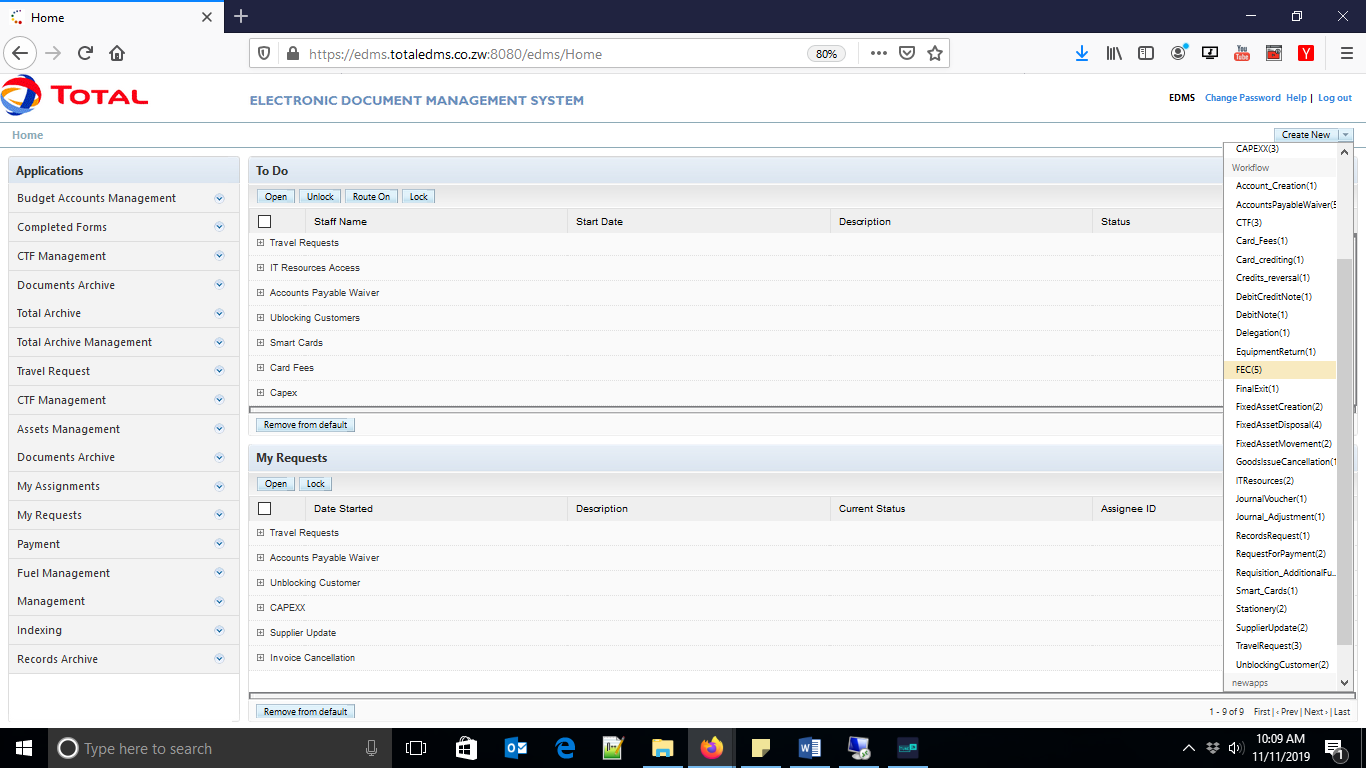 Home
https://edms.totaledms.co.zw:8080/edms/Home
80%
You Tube
Y
TOTAL
ELECTRONIC DOCUMENT MANAGEMENT SYSTEM
EDMS Change Password Help | Log out
Home
Create New
Applications
Budget Accounts Management
Completed Forms
CTF Management
Documents Archive
Total Archive
Total Archive Management
Travel Request
CTF Management
Assets Management
Documents Archive
My Assignments
My Requests
Payment
Fuel Management
Management
Indexing
Records Archive
To Do
Open Unlock Route On Lock
Staff Name Start Date Description Status
Travel Requests
IT Resources Access
Accounts Payable Waiver
Ublocking Customers
Smart Cards
Card Fees
Capex
Remove from default
My Requests
Open Lock
Date Started Description Current Status Assignee ID
Travel Requests
Accounts Payable Waiver
Unblocking Customer
CAPEXX
Supplier Update
Invoice Cancellation
Remove from default
1 - 9 of 9 First | ‹ Prev | Next › | Last
CAPEXX(3)
Workflow
Account_Creation(1)
AccountsPayableWaiver(5
CTF(3)
Card_Fees(1)
Card_crediting(1)
Credits_reversal(1)
DebitCreditNote(1)
DebitNote(1)
Delegation(1)
EquipmentReturn(1)
FEC(5)
FinalExit(1)
FixedAssetCreation(2)
FixedAssetDisposal(4)
FixedAssetMovement(2)
GoodsIssueCancellation(1
ITResources(2)
JournalVoucher(1)
Journal_Adjustment(1)
RecordsRequest(1)
RequestForPayment(2)
Requisition_AdditionalFu...
Smart_Cards(1)
Stationery(2)
SupplierUpdate(2)
TravelRequest(3)
UnblockingCustomer(2)
newapps
Type here to search
10:09 AM
11/11/2019
1